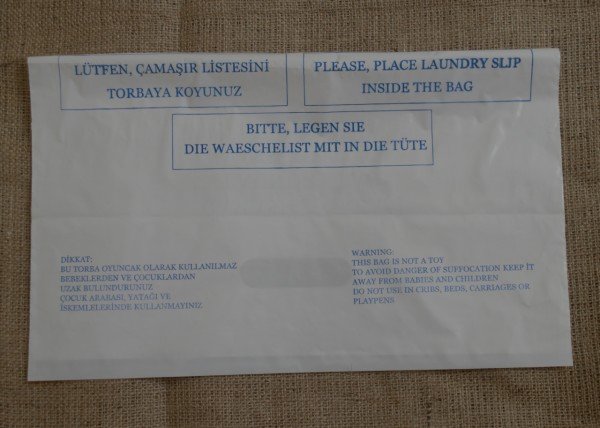 LÜTFEN, ÇAMAŞIR LİSTESİNİ
TORBAYA KOYUNUZ
PLEASE, PLACE LAUNDRY SLJP
INSIDE THE BAG
BITTE, LEGEN SIE
DIE WAESCHELIST MIT IN DIE TÜTE
DİKKAT:
BU TORBA OYUNCAK OLARAK KULLANILMAZ
BEBEKLERDEN VE ÇOCUKLARDAN
UZAK BULUNDURUNUZ
ÇOCUK ARABASI, YATAĞI VE
İSKEMLELERİNDE KULLANMAYINIZ
WARNING:
THIS BAG IS NOT A TOY
TO AVOID DANGER OF SUFFOCATION KEEP İT
AWAY FROM BABIES AND CHILDREN
DO NOT USE IN CRIBS, BEDS, CARRIAGES OR
PLAYPENS